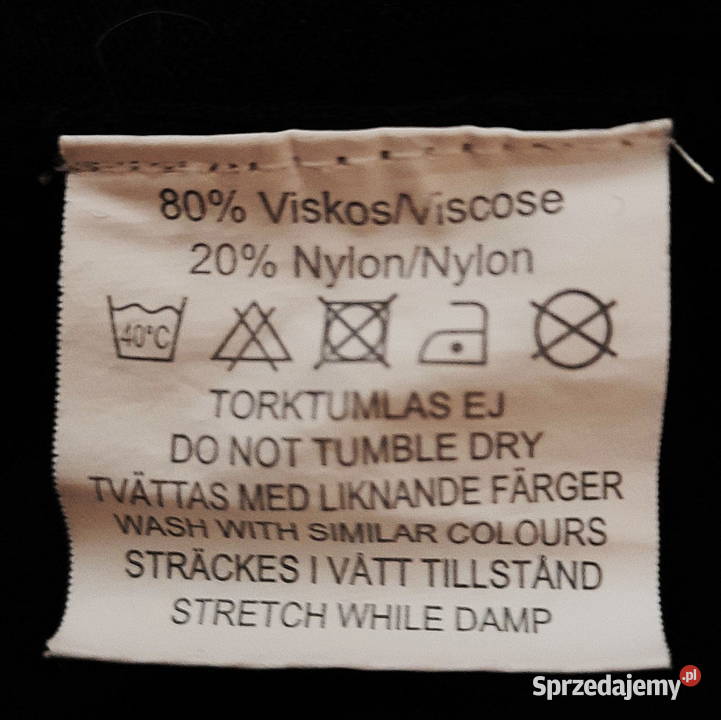 80% Viskos/Viscose
20% Nylon/Nylon
40°C
TORKTUMLAS EJ
DO NOT TUMBLE DRY
TVÄTTAS MED LIKNANDE FÄRGER
WASH WITH SIMILAR COLOURS
STRÄCKES I VÅTT TILLSTÅND
STRETCH WHILE DAMP
Sprzedajemy.pl